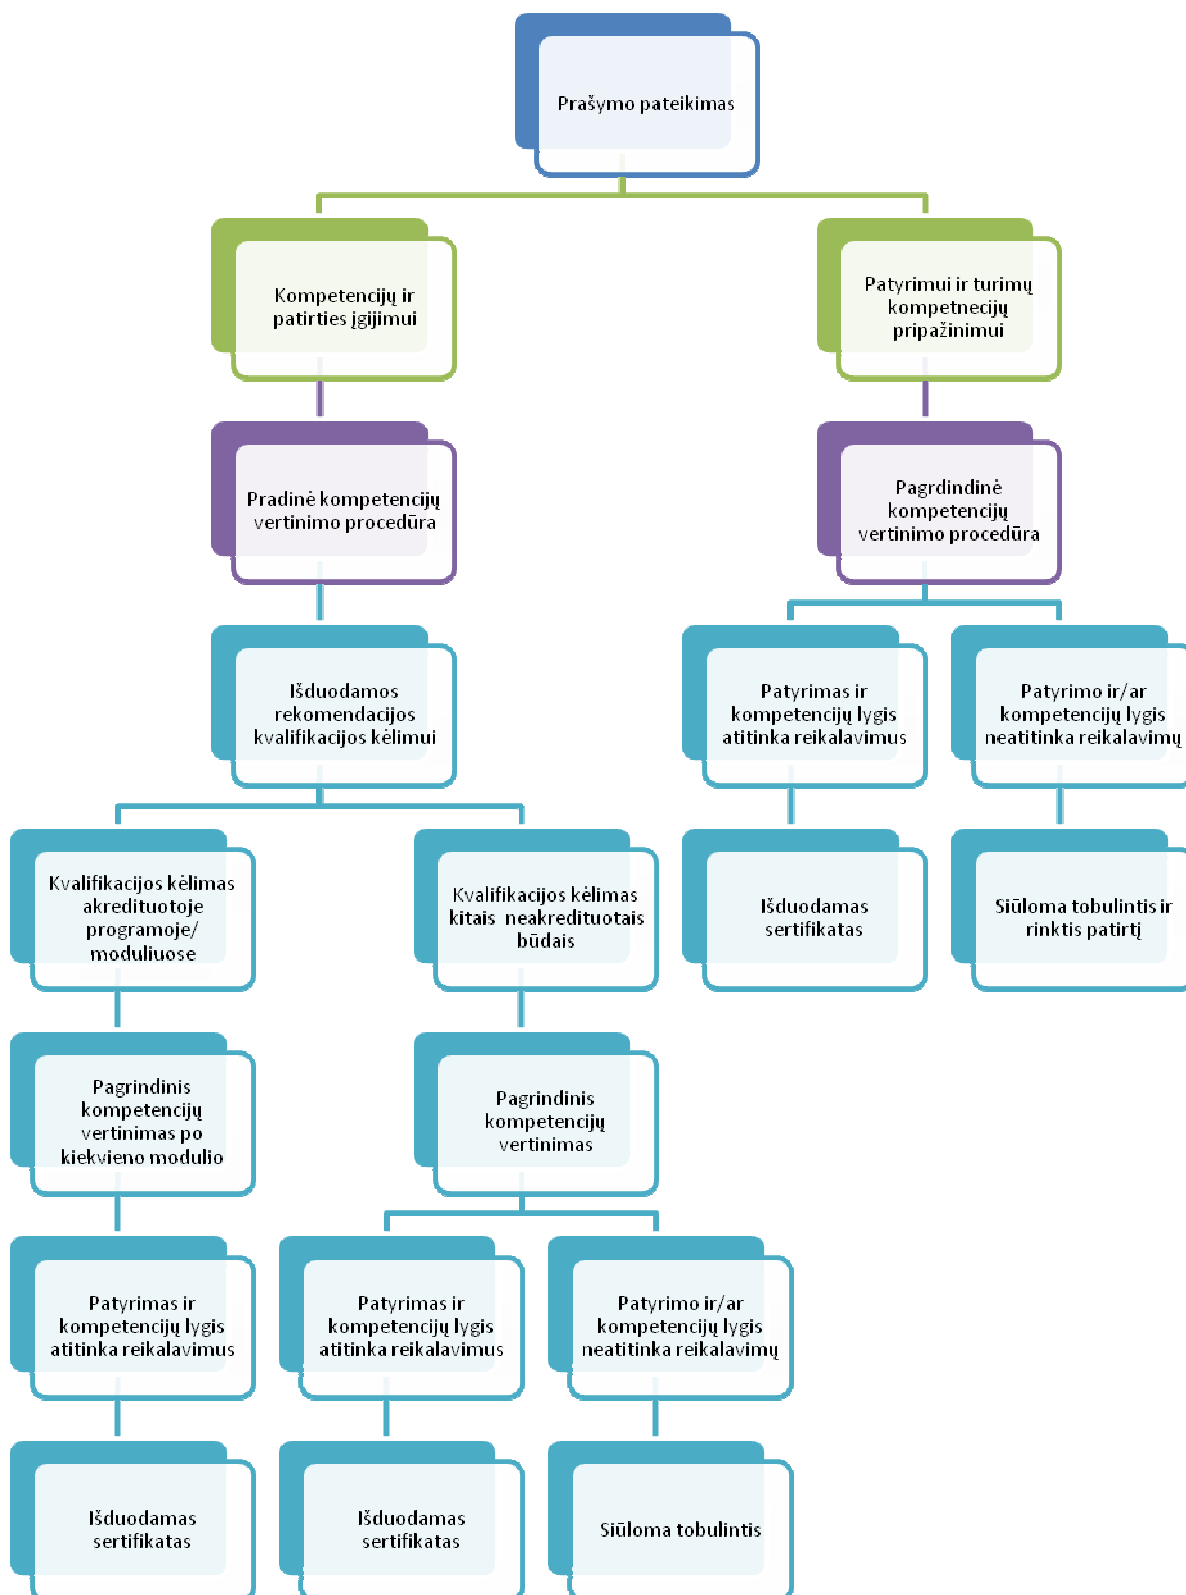 Prašymo pateikimas
Kompetencijų ir
patirties įgijimui
Patyrimui ir turimų
kompetnecijų
pripažinimui
Pradinė kompetencijų
vertinimo procedūra
Pagrdindinė
kompetencijų
vertinimo procedūra
Išduodamos
rekomendacijos
kvalifikacijos kėlimui
Patyrimas ir
kompetencijų lygis
atitinka reikalavimus
Patyrimo ir/ar
kompetencijų lygis
neatitinka reikalavimų
Kvalifikacijos kėlimas
akredituotoje
programoje/
moduliuose
Kvalifikacijos kėlimas
kitais neakredituotais
būdais
Išduodamas
sertifikatas
Siūloma tobulintis ir
rinktis patirtį
Pagrindinis
kompetencijų
vertinimas po
kiekvieno modulio
Pagrindinis
kompetencijų
vertinimas
Patyrimas ir
kompetencijų lygis
atitinka reikalavimus
Patyrimas ir
kompetencijų lygis
atitinka reikalavimus
Patyrimo ir/ar
kompetencijų lygis
neatitinka reikalavimų
Išduodamas
sertifikatas
Išduodamas
sertifikatas
Siūloma tobulintis